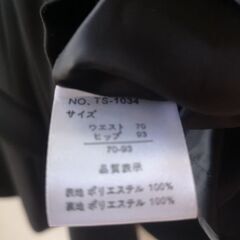 NO. TS-1034
サイズ
ウエスト 70
ヒップ 93
70-93
品質表示
表地 ポリエステル 100%
裏地 ポリエステル 100%